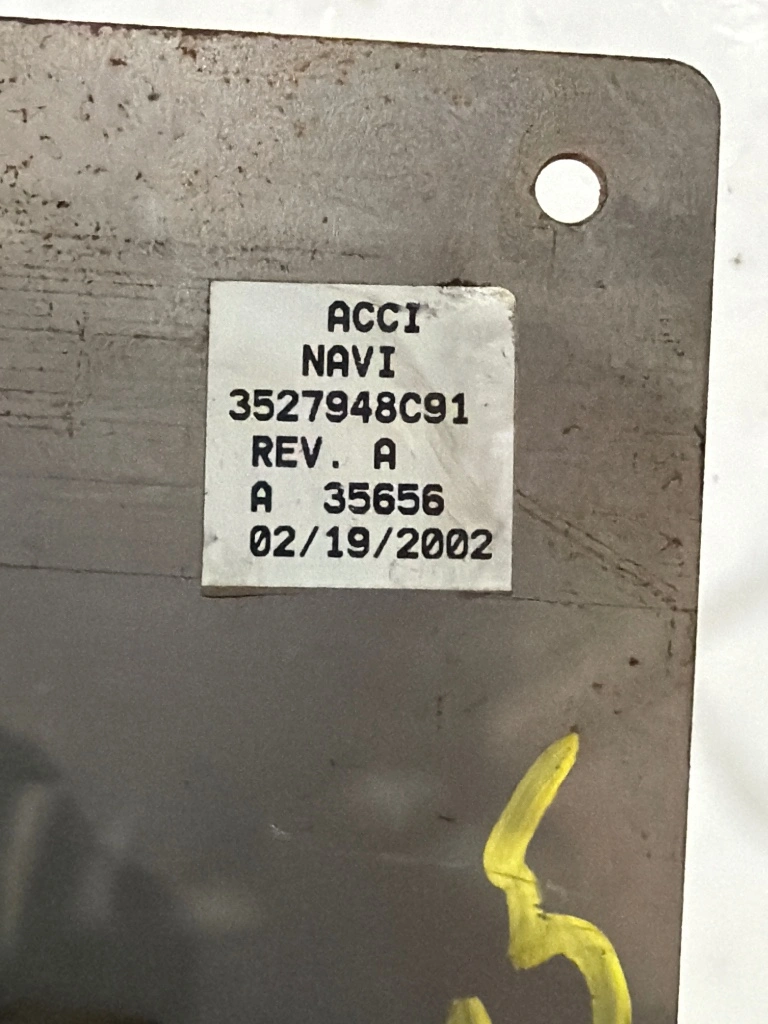 ACCI
NAVI
3527948C91
REV. A
A 35656
02/19/2002